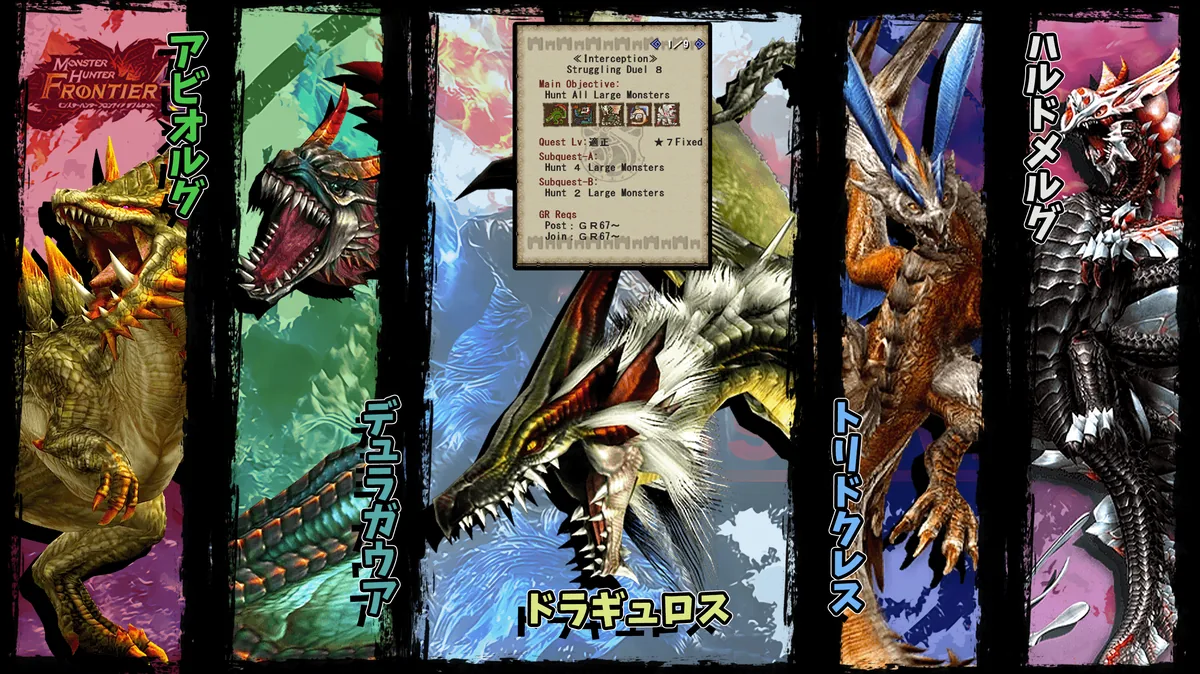 MONSTER
HUNTER
FRONTIER Z
モンスターハンター フロンティア
アビオルグ
デュラガウア
1/9
≪Interception≫
Struggling Duel 8
Main Objective:
Hunt All Large Monsters
Quest Lv:適正 ★7Fixed
Subquest-A:
Hunt 4 Large Monsters
Subquest-B:
Hunt 2 Large Monsters
GR Reqs
Post: GR67~
Join: GR67~
ドラギュロス
トリドクレス
ハルドメルグ